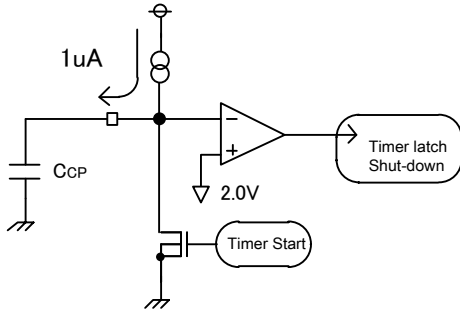 1uA
CCP
−
+
2.0V
Timer latch
Shut-down
Timer Start